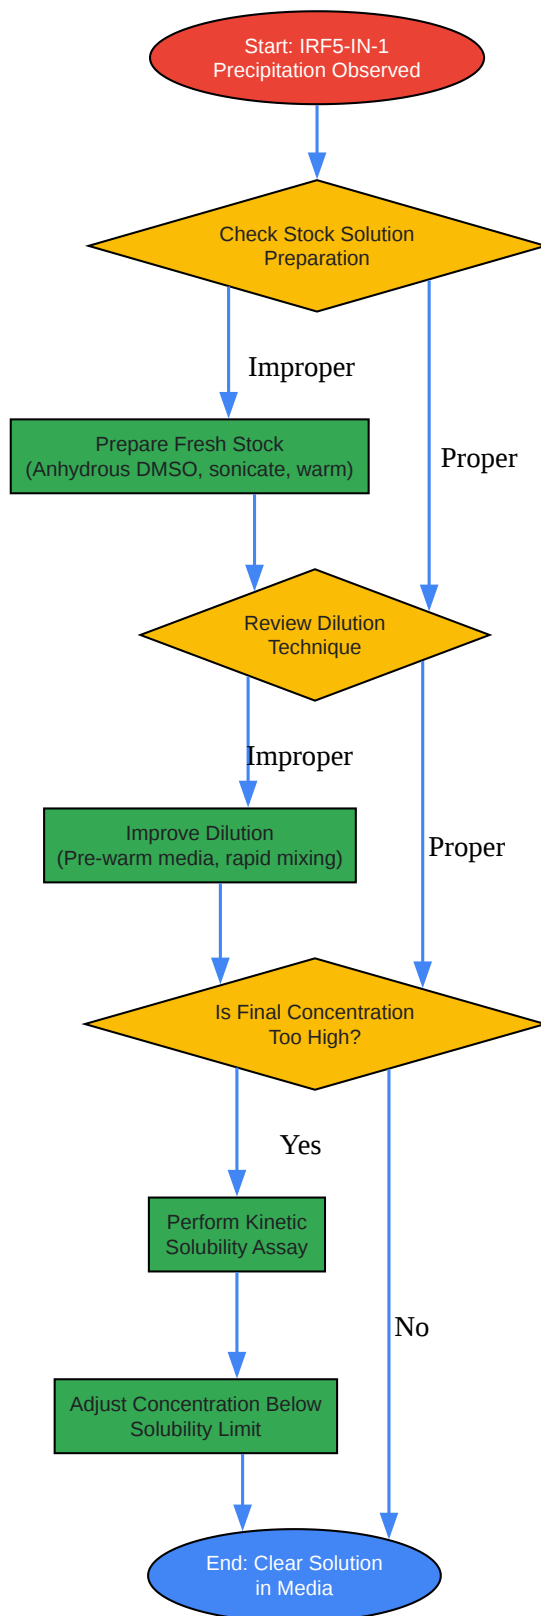 Start: IRF5-IN-1
Precipitation Observed
Check Stock Solution
Preparation
Improper
Proper
Prepare Fresh Stock
(Anhydrous DMSO, sonicate, warm)
Review Dilution
Technique
Improper
Proper
Improve Dilution
(Pre-warm media, rapid mixing)
Is Final Concentration
Too High?
Yes
No
Perform Kinetic
Solubility Assay
Adjust Concentration Below
Solubility Limit
End: Clear Solution
in Media